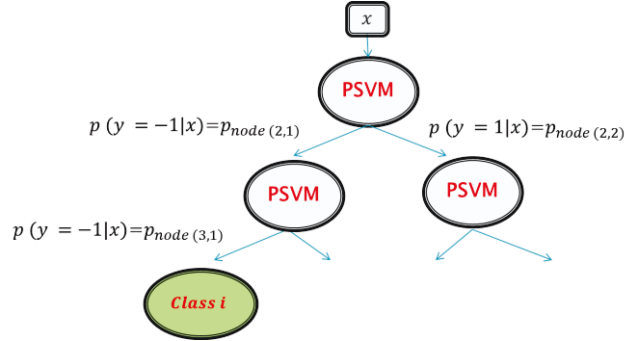 x
PSVM
p (y = −1|x)=p_node (2,1)
p (y = 1|x)=p_node (2,2)
PSVM
PSVM
p (y = −1|x)=p_node (3,1)
Class i